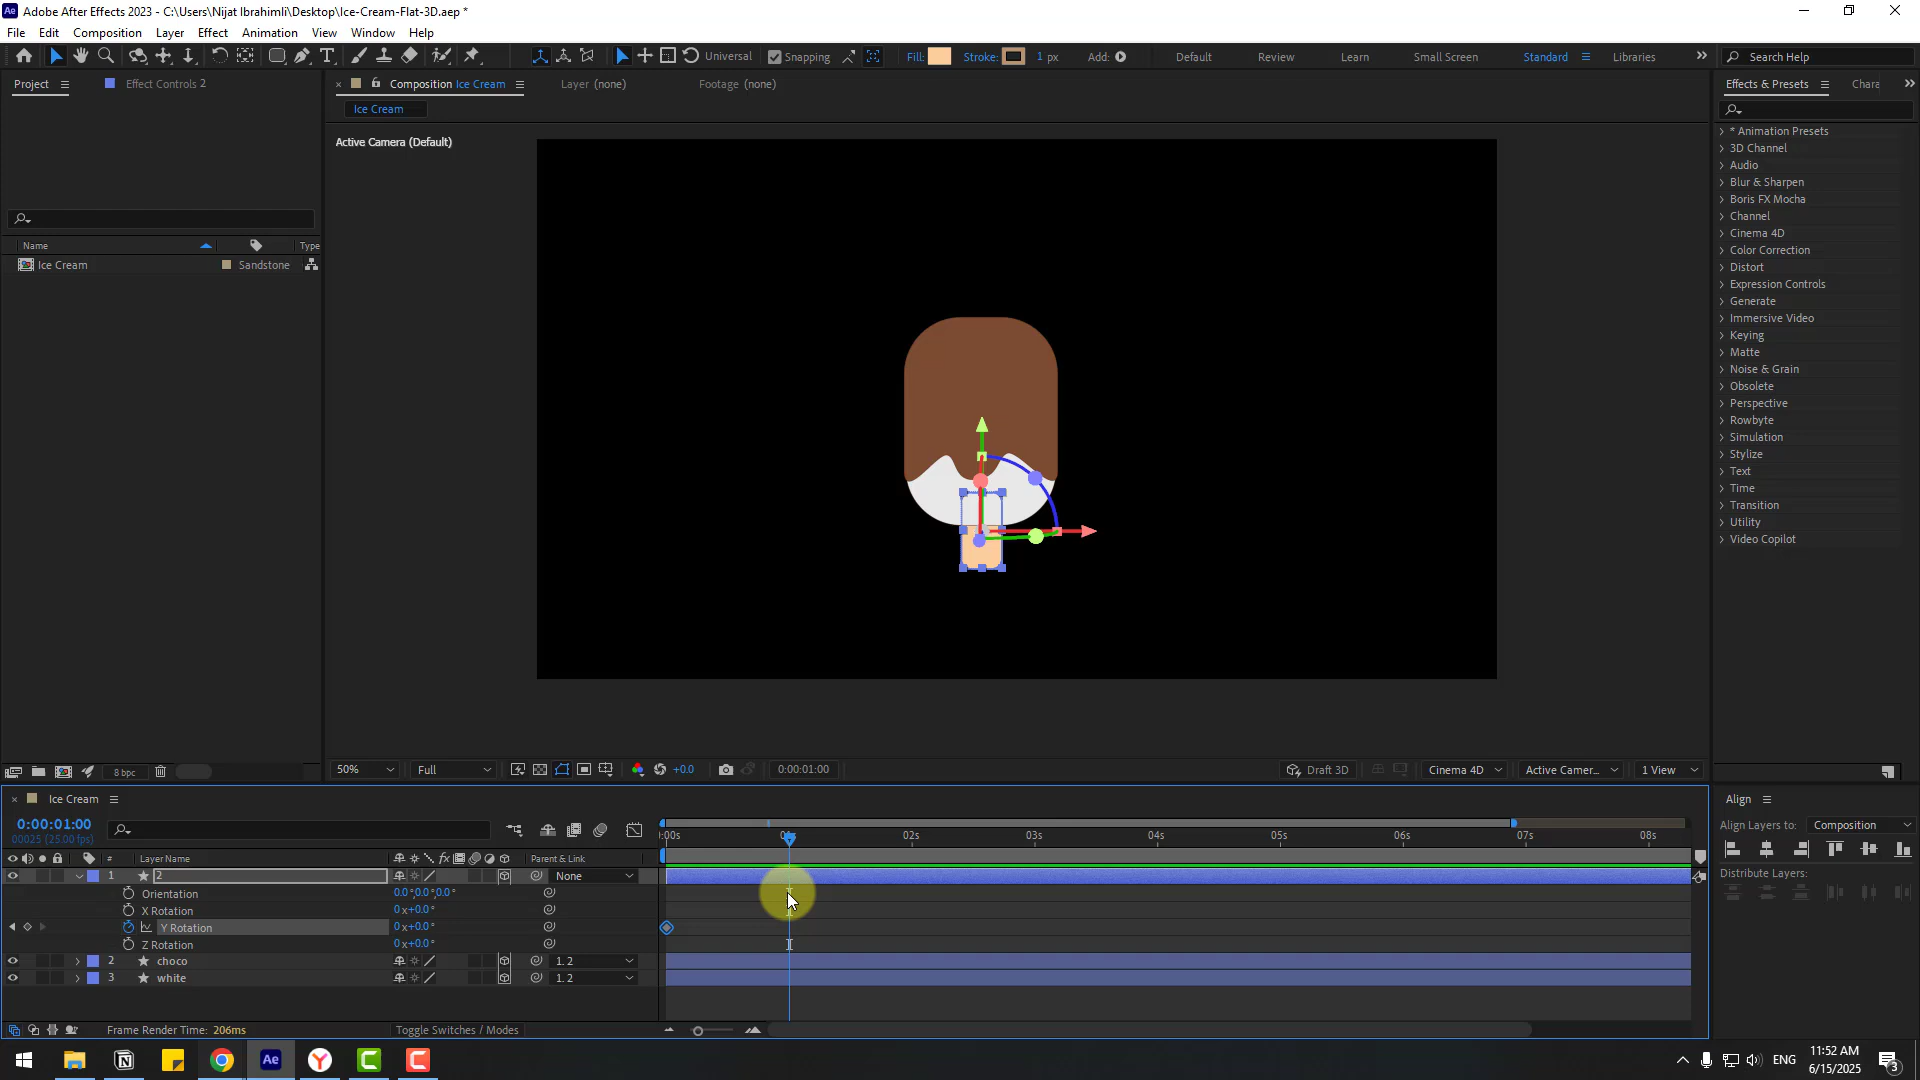 Adobe After Effects 2023 - C:\Users\Nijat Ibrahimli\Desktop\Ice-Cream-Flat-3D.aep *
File Edit Composition Layer Effect Animation View Window Help
Universal Snapping Fill: Stroke: 1 px Add: Default Review Learn Small Screen Standard Libraries Search Help
Project Effect Controls 2 Composition Ice Cream Layer (none) Footage (none) Effects & Presets Chara
Ice Cream
Active Camera (Default)
* Animation Presets
3D Channel
Audio
Blur & Sharpen
Boris FX Mocha
Channel
Cinema 4D
Color Correction
Distort
Expression Controls
Generate
Immersive Video
Keying
Matte
Noise & Grain
Obsolete
Perspective
Rowbyte
Simulation
Stylize
Text
Time
Transition
Utility
Video Copilot
Name Type
Ice Cream Sandstone
8 bpc 50% Full +0.0 0:00:01:00 Draft 3D Cinema 4D Active Camer... 1 View
Ice Cream
0:00:01:00
00025 (25.00 fps)
:00s 02s 03s 04s 05s 06s 07s 08s
# Layer Name fx Parent & Link
1 2 None
Orientation 0.0°,0.0°,0.0°
X Rotation 0x+0.0°
Y Rotation 0x+0.0°
Z Rotation 0x+0.0°
2 choco 1. 2
3 white 1. 2
Frame Render Time: 206ms Toggle Switches / Modes
Align
Align Layers to: Composition
Distribute Layers:
Ae ENG 11:52 AM
6/15/2025
3